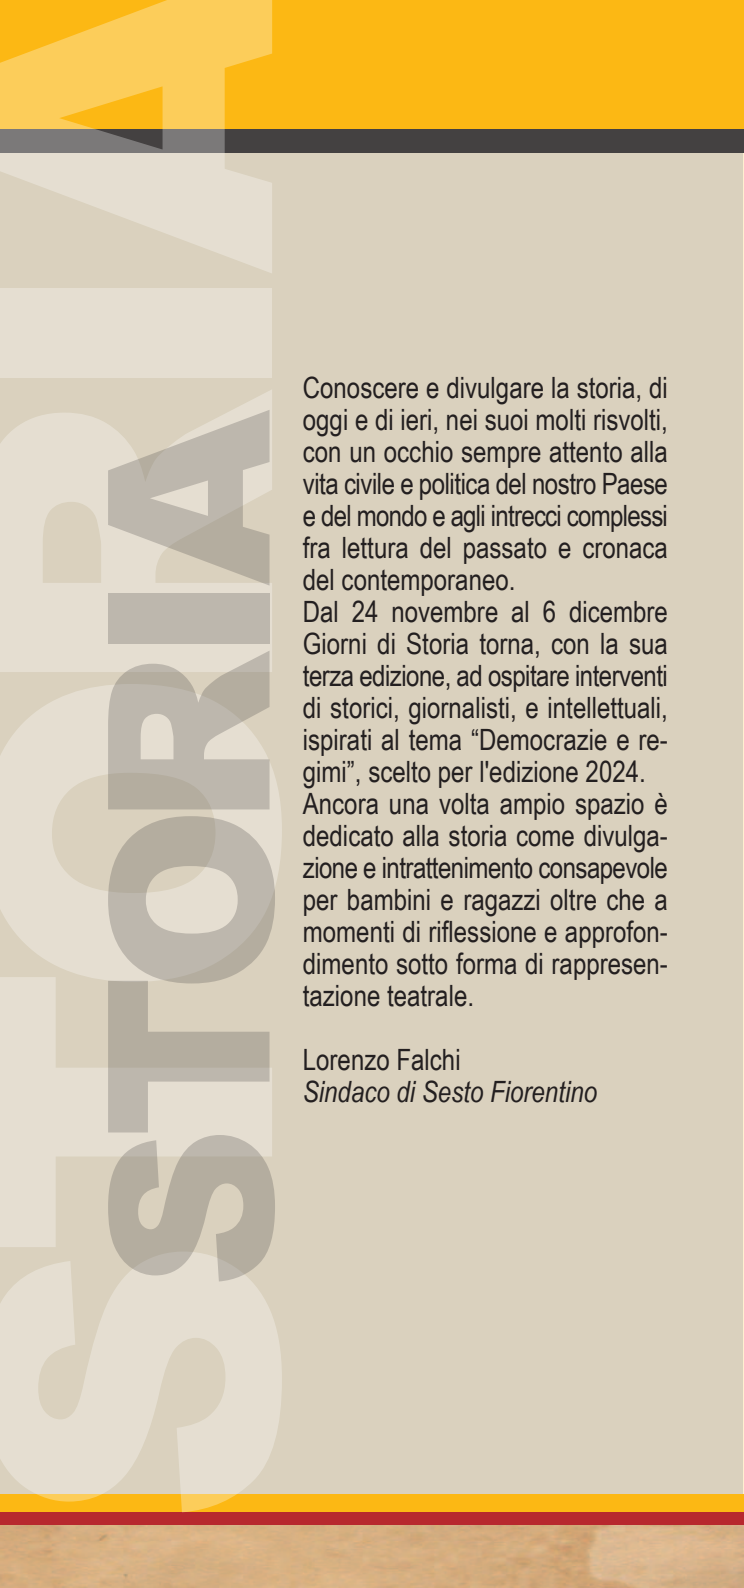 STORIA
STORIA
Conoscere e divulgare la storia, di
oggi e di ieri, nei suoi molti risvolti,
con un occhio sempre attento alla
vita civile e politica del nostro Paese
e del mondo e agli intrecci complessi
fra lettura del passato e cronaca
del contemporaneo.
Dal 24 novembre al 6 dicembre
Giorni di Storia torna, con la sua
terza edizione, ad ospitare interventi
di storici, giornalisti, e intellettuali,
ispirati al tema “Democrazie e re-
gimi”, scelto per l'edizione 2024.
Ancora una volta ampio spazio è
dedicato alla storia come divulga-
zione e intrattenimento consapevole
per bambini e ragazzi oltre che a
momenti di riflessione e approfon-
dimento sotto forma di rappresen-
tazione teatrale.
Lorenzo Falchi
Sindaco di Sesto Fiorentino